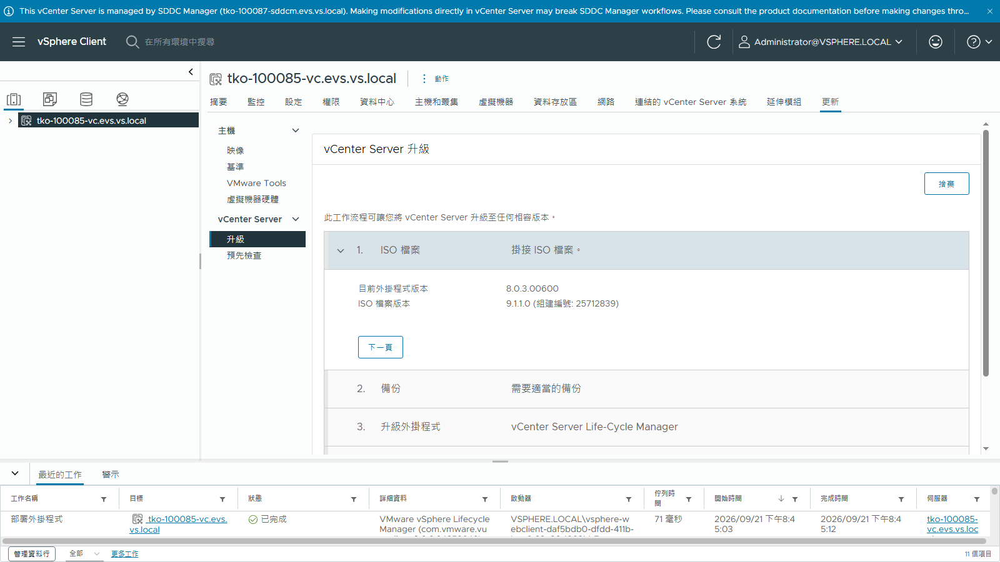 This vCenter Server is managed by SDDC Manager (tko-100087-sddcm.evs.vs.local). Making modifications directly in vCenter Server may break SDDC Manager workflows. Please consult the product documentation before making changes thro...
vSphere Client
在所有環境中搜尋
Administrator@VSPHERE.LOCAL
tko-100085-vc.evs.vs.local
動作
摘要 監控 設定 權限 資料中心 主機和叢集 虛擬機器 資料存放區 網路 連結的 vCenter Server 系統 延伸模組 更新
tko-100085-vc.evs.vs.local
主機
映像
基準
VMware Tools
虛擬機器硬體
vCenter Server
升級
預先檢查
vCenter Server 升級
捨棄
此工作流程可讓您將 vCenter Server 升級至任何相容版本。
1. ISO 檔案 掛接 ISO 檔案。
目前外掛程式版本 8.0.3.00600
ISO 檔案版本 9.1.1.0 (組建編號: 25712839)
下一頁
2. 備份 需要適當的備份
3. 升級外掛程式 vCenter Server Life-Cycle Manager
最近的工作 警示
工作名稱 目標 狀態 詳細資料 啟動器 佇列時間 開始時間 完成時間 伺服器
部署外掛程式 tko-100085-vc.evs. 已完成 VMware vSphere Lifecycle VSPHERE.LOCAL\vsphere-w 71 毫秒 2026/09/21 下午8:4 2026/09/21 下午8:4 tko-100085-
vs.local Manager (com.vmware.vu ebclient-daf5bdb0-dfdd-411b- 5:03 5:12 vc.evs.vs.loc
管理資料行 全部 更多工作 11 個項目